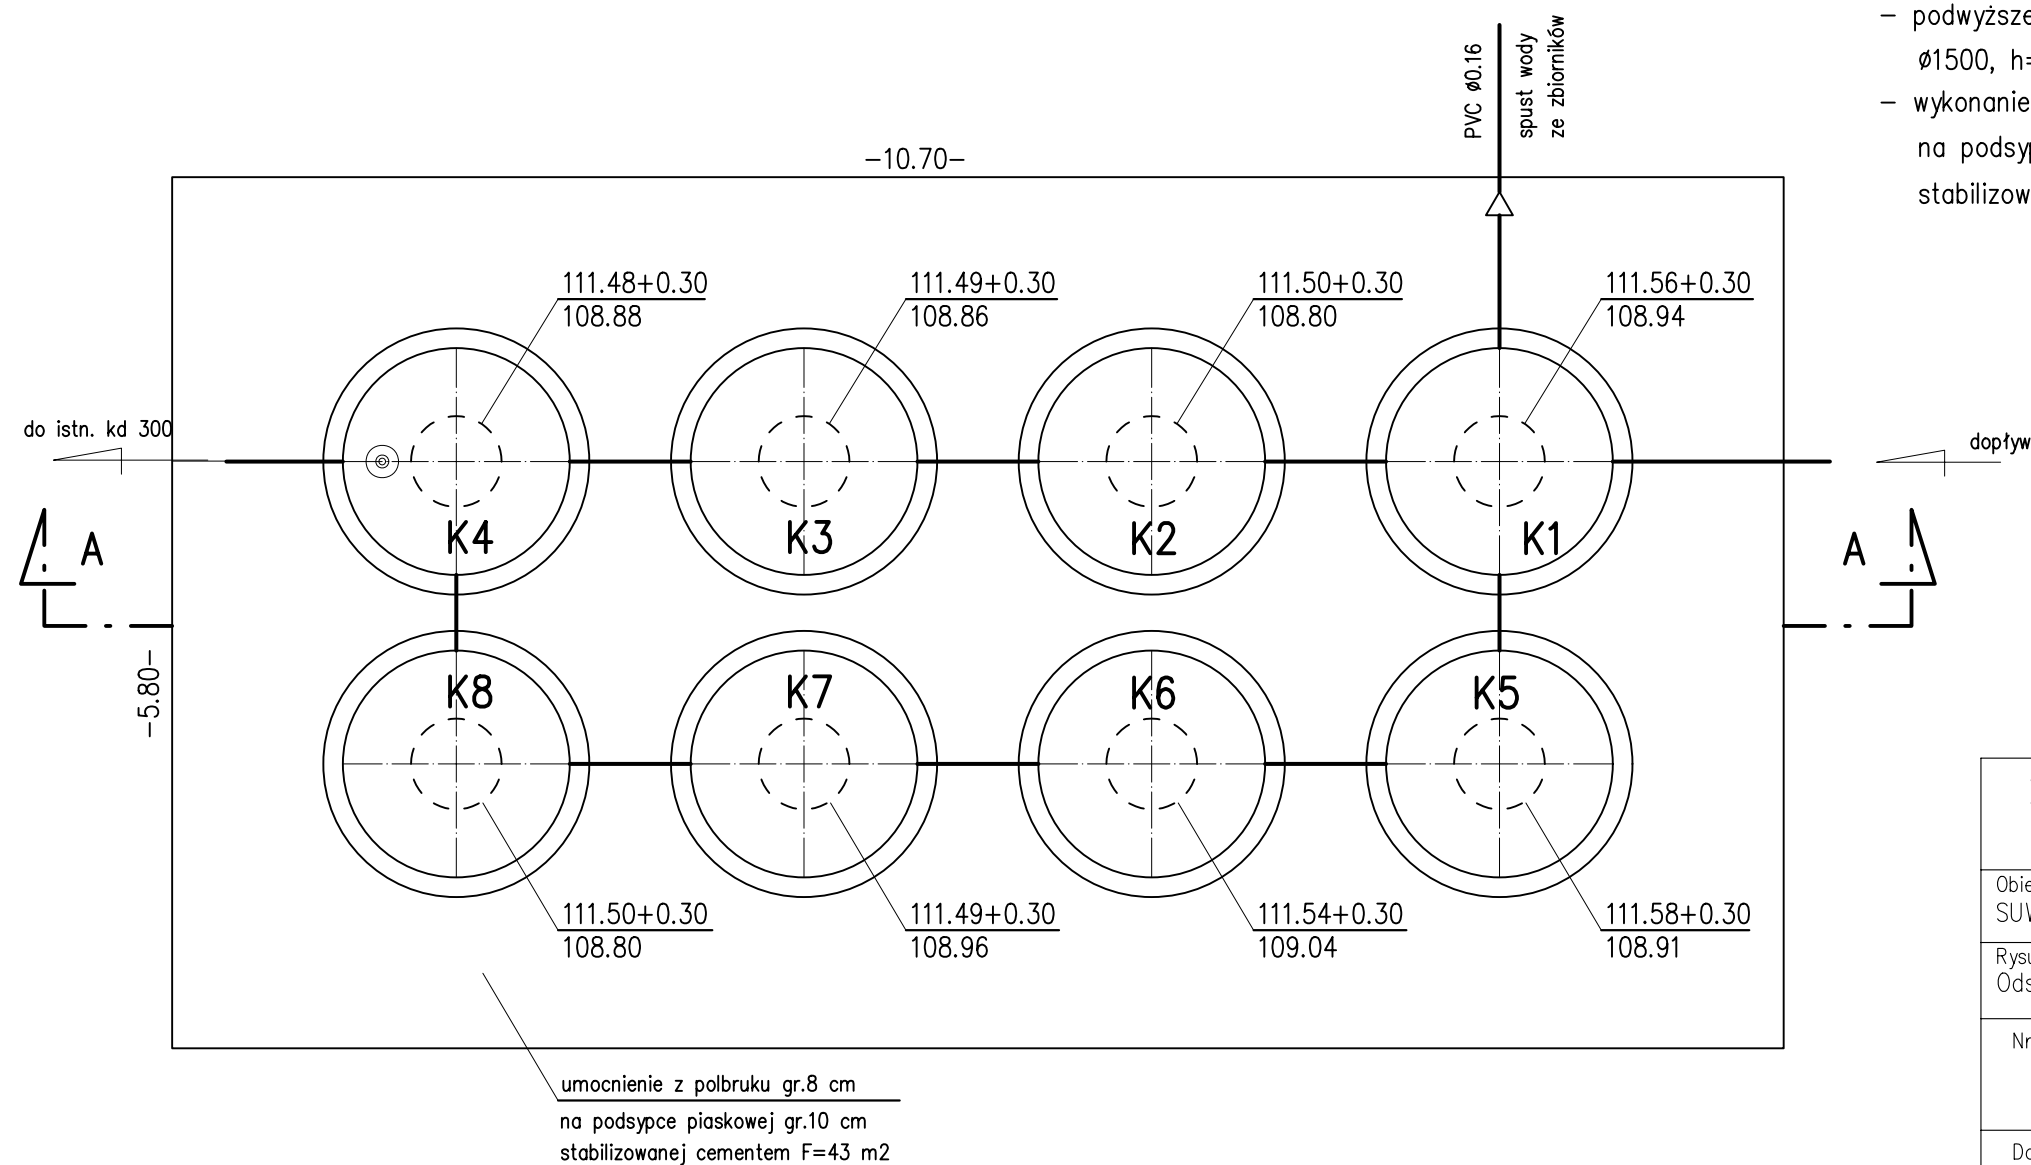 – podwyższe
ø1500, h=
– wykonanie
na podsyp
stabilizow
PVC ø0.16
spust wody
ze zbiorników
–10.70–
111.48+0.30
108.88
111.49+0.30
108.86
111.50+0.30
108.80
111.56+0.30
108.94
do istn. kd 300
dopływ
K4
K3
K2
K1
A
A
–5.80–
K8
K7
K6
K5
111.50+0.30
108.80
111.49+0.30
108.96
111.54+0.30
109.04
111.58+0.30
108.91
umocnienie z polbruku gr.8 cm
na podsypce piaskowej gr.10 cm
stabilizowanej cementem F=43 m2
Obie
SUW
Rysu
Ods
Nr
Da